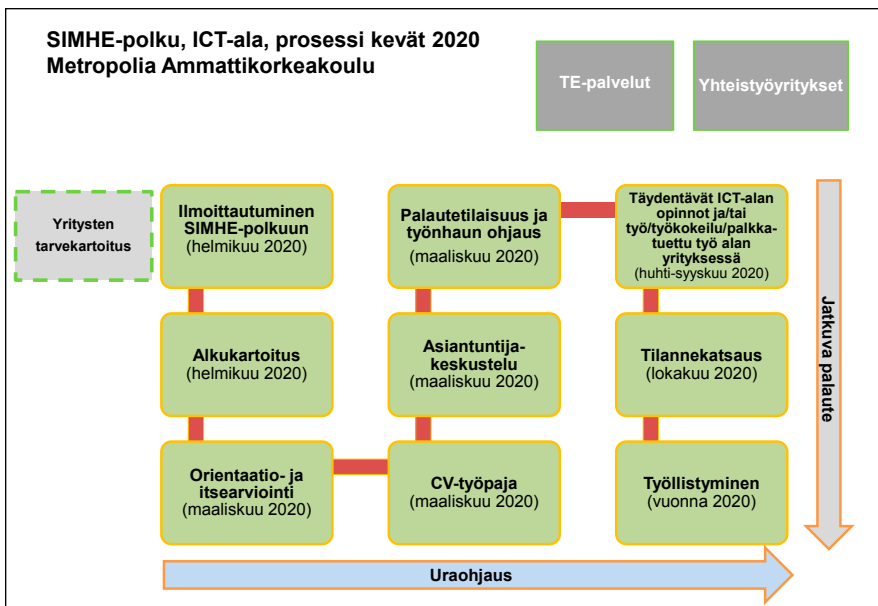 SIMHE-polku, ICT-ala, prosessi kevät 2020
Metropolia Ammattikorkeakoulu
TE-palvelut
Yhteistyöyritykset
Yritysten
tarvekartoitus
Ilmoittautuminen
SIMHE-polkuun
(helmikuu 2020)
Alkukartoitus
(helmikuu 2020)
Orientaatio- ja
itsearviointi
(maaliskuu 2020)
CV-työpaja
(maaliskuu 2020)
Asiantuntija-
keskustelu
(maaliskuu 2020)
Palautetilaisuus ja
työnhaun ohjaus
(maaliskuu 2020)
Täydentävät ICT-alan
opinnot ja/tai
työ/työkokeilu/palkka-
tuettu työ alan
yrityksessä
(huhti-syyskuu 2020)
Tilannekatsaus
(lokakuu 2020)
Työllistyminen
(vuonna 2020)
Jatkuva palaute
Uraohjaus